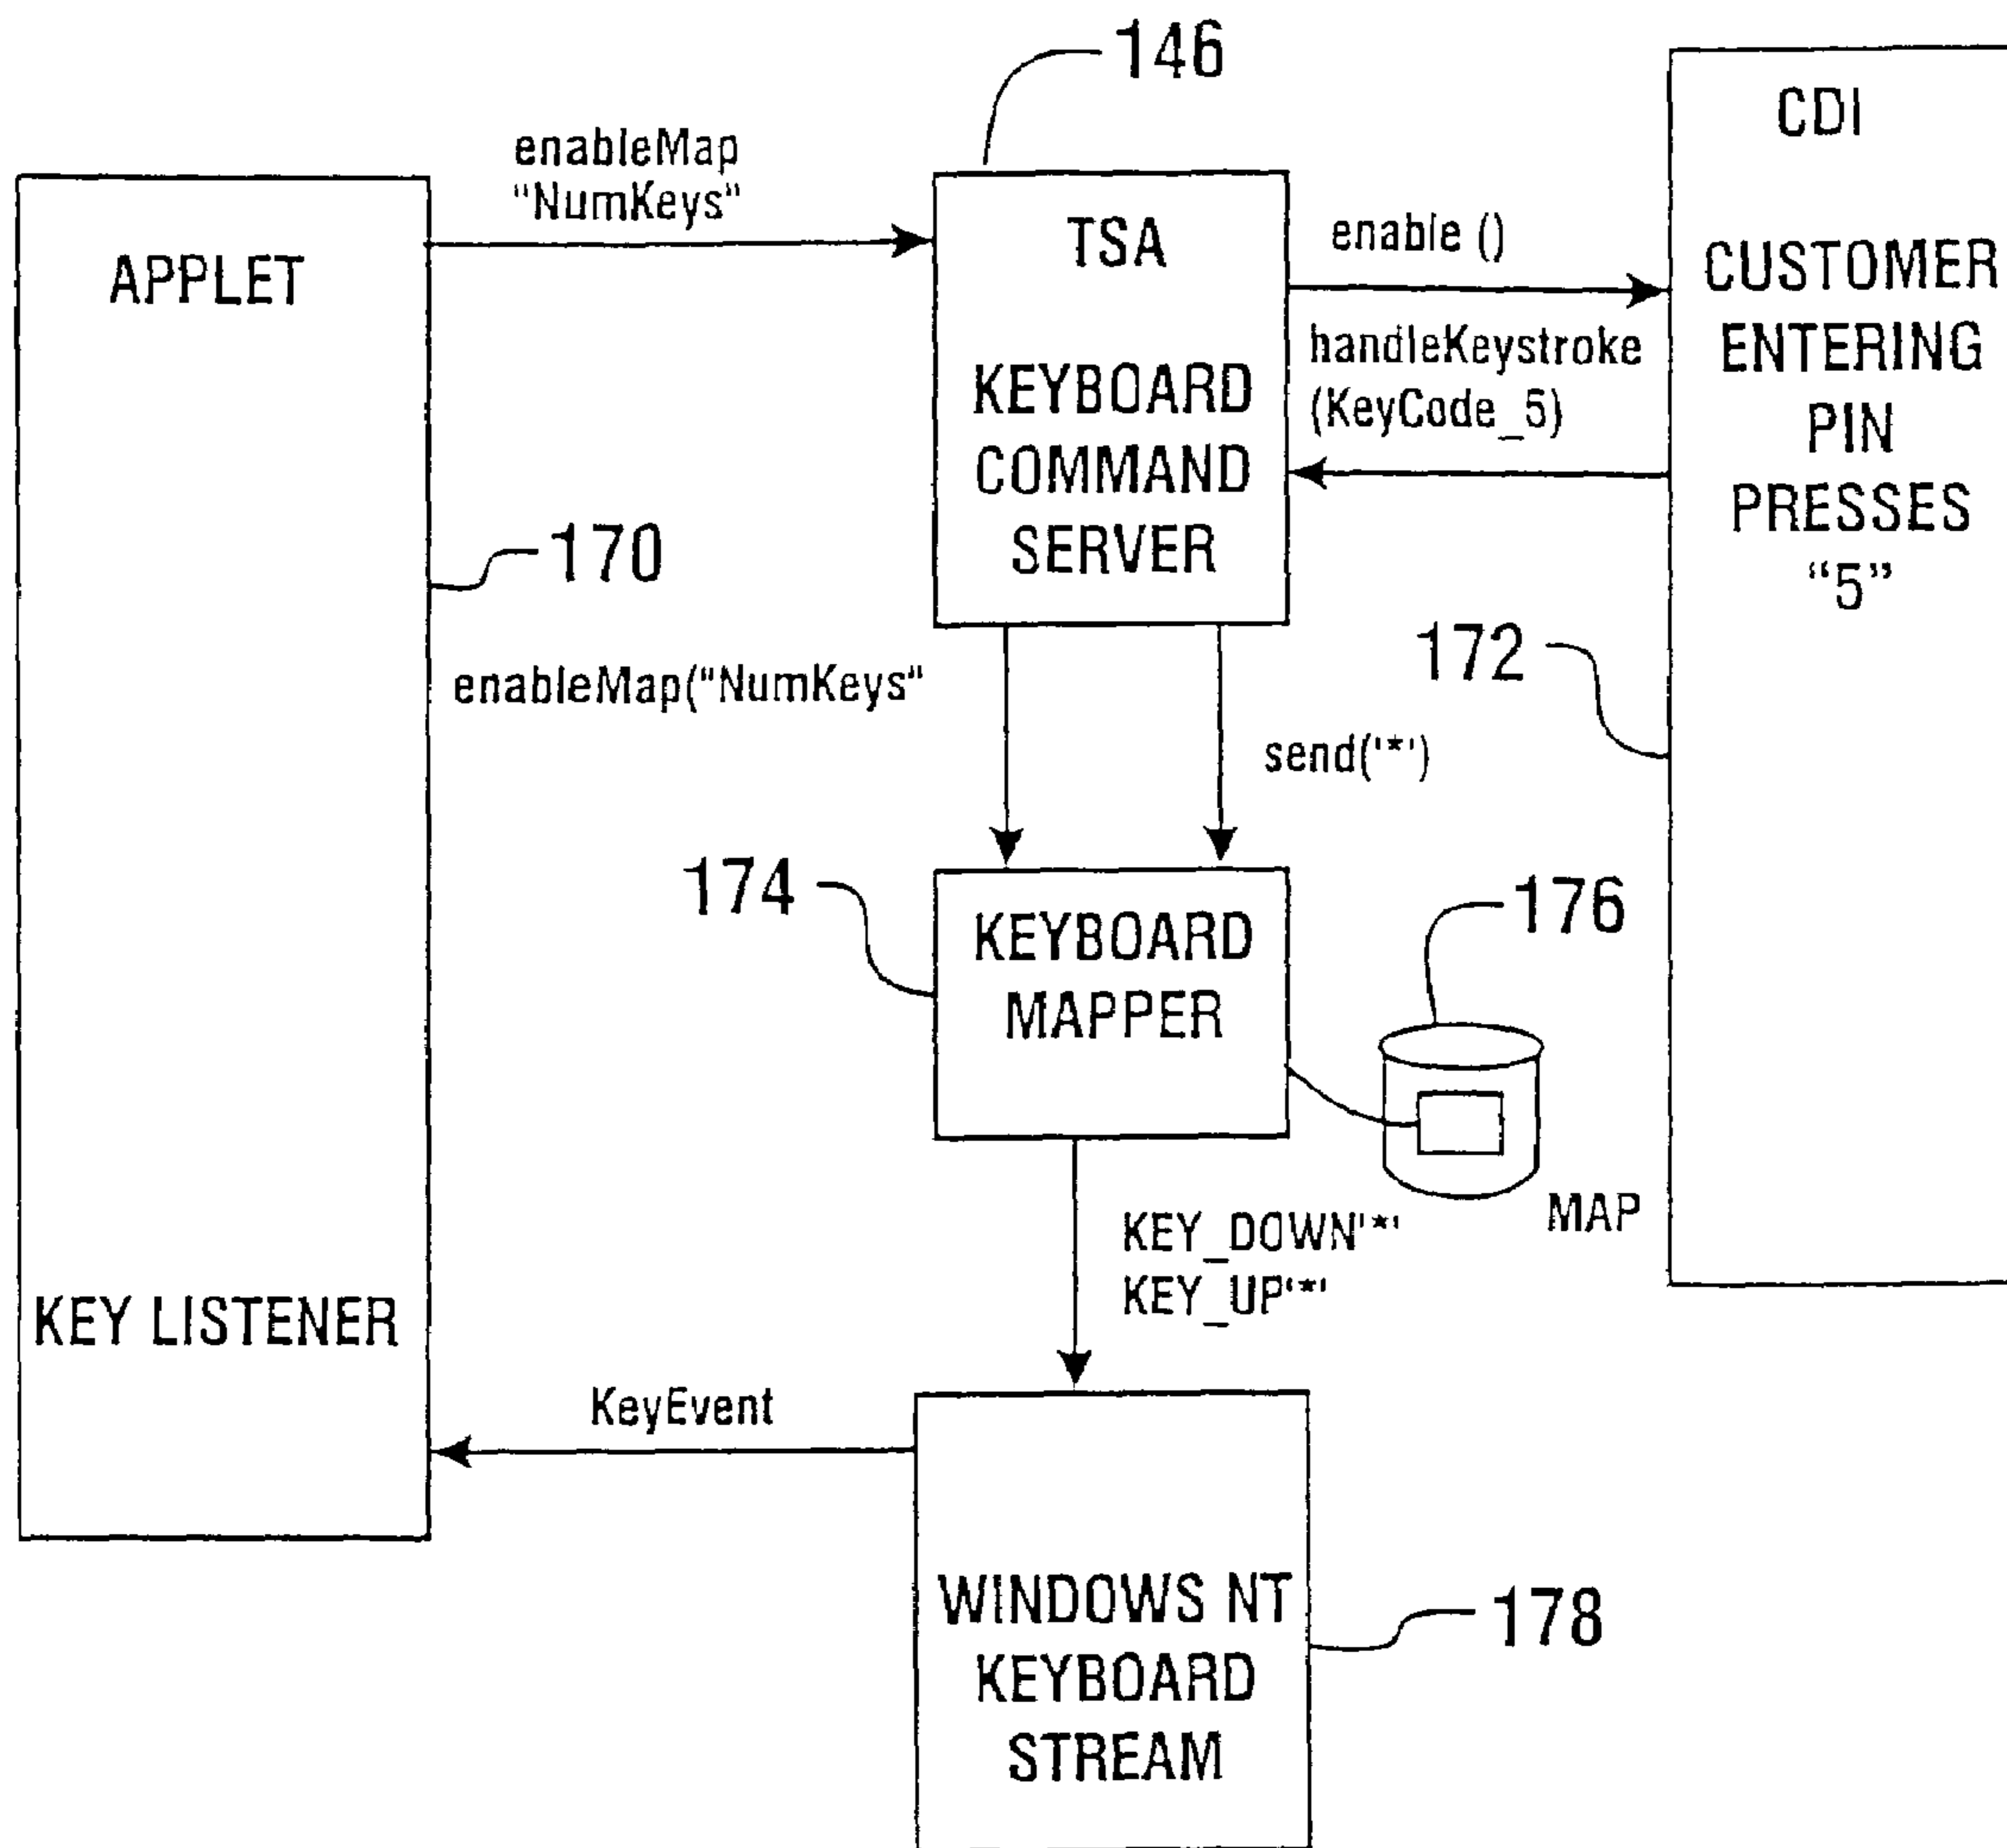 146
enableMap
"NumKeys"
APPLET
TSA
KEYBOARD
COMMAND
SERVER
enable ()
handleKeystroke
(KeyCode_5)
CDI
CUSTOMER
ENTERING
PIN
PRESSES
“5”
170
enableMap("NumKeys"
172
send('*')
174
KEYBOARD
MAPPER
176
MAP
KEY_DOWN'*'
KEY_UP'*'
KEY LISTENER
KeyEvent
WINDOWS NT
KEYBOARD
STREAM
178